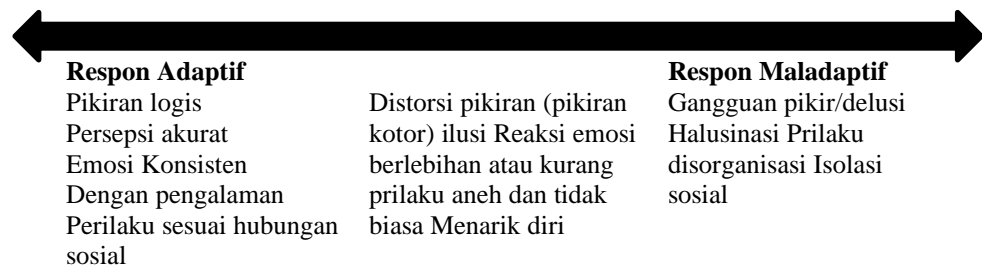 Respon Adaptif
Pikiran logis
Persepsi akurat
Emosi Konsisten
Dengan pengalaman
Perilaku sesuai hubungan
sosial
Distorsi pikiran (pikiran
kotor) ilusi Reaksi emosi
berlebihan atau kurang
prilaku aneh dan tidak
biasa Menarik diri
Respon Maladaptif
Gangguan pikir/delusi
Halusinasi Prilaku
disorganisasi Isolasi
sosial